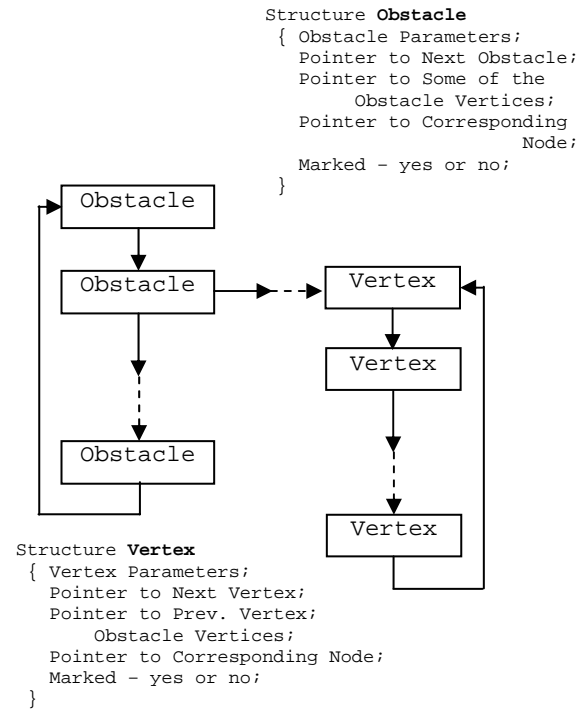 Structure Obstacle
{ Obstacle Parameters;
Pointer to Next Obstacle;
Pointer to Some of the
Obstacle Vertices;
Pointer to Corresponding
Node;
Marked – yes or no;
}
Obstacle
Obstacle
Obstacle
Vertex
Vertex
Vertex
Structure Vertex
{ Vertex Parameters;
Pointer to Next Vertex;
Pointer to Prev. Vertex;
Obstacle Vertices;
Pointer to Corresponding Node;
Marked – yes or no;
}